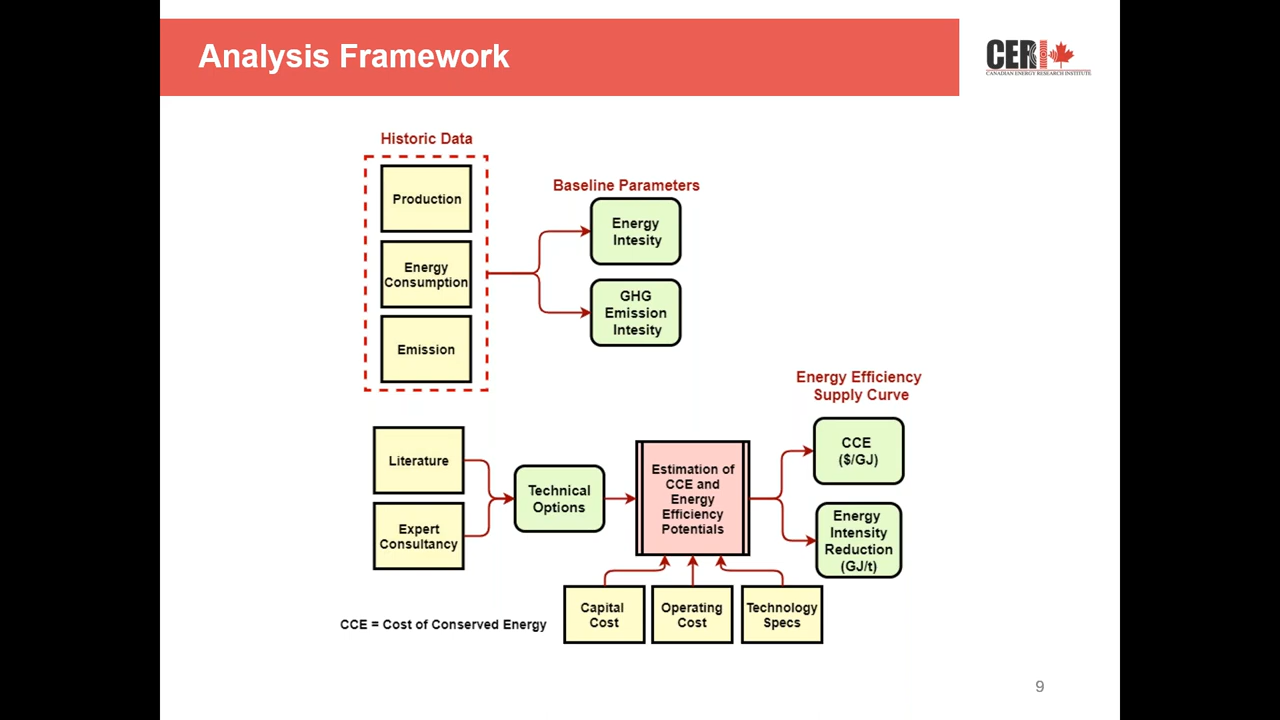 Analysis Framework
CERI
CANADIAN ENERGY RESEARCH INSTITUTE
Historic Data
Production
Energy
Consumption
Emission
Baseline Parameters
Energy
Intesity
GHG
Emission
Intesity
Energy Efficiency
Supply Curve
Literature
Expert
Consultancy
Technical
Options
Estimation of
CCE and
Energy
Efficiency
Potentials
CCE
($/GJ)
Energy
Intensity
Reduction
(GJ/t)
Capital
Cost
Operating
Cost
Technology
Specs
CCE = Cost of Conserved Energy
9